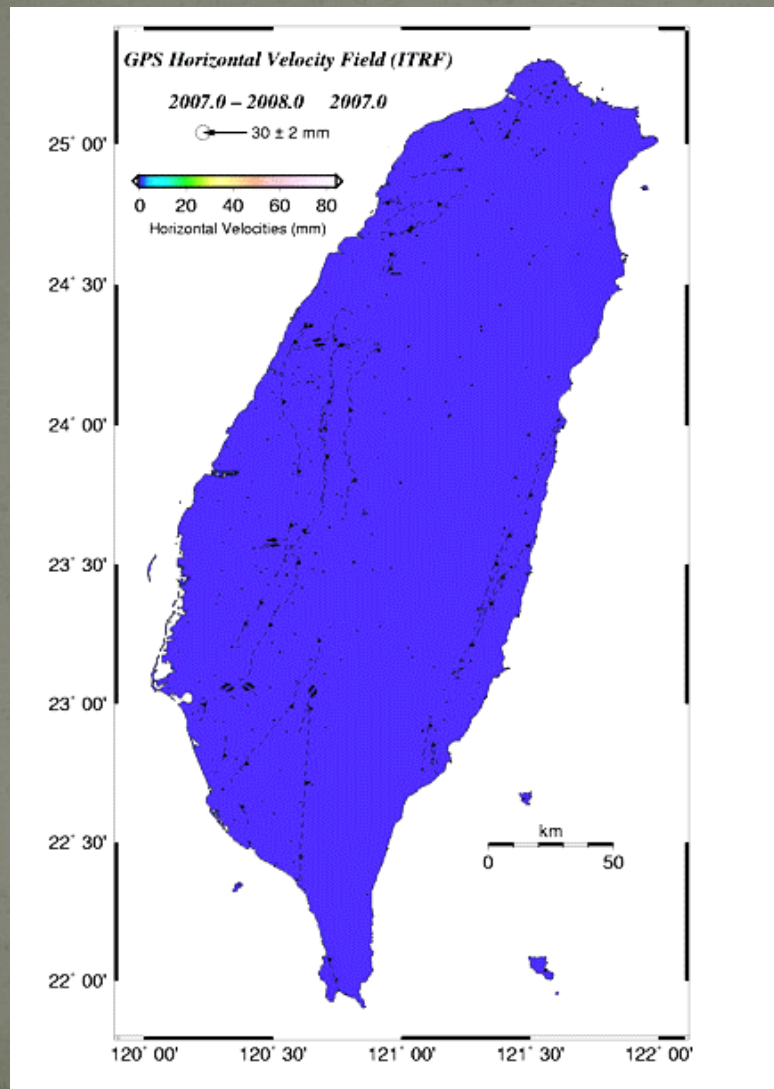 GPS Horizontal Velocity Field (ITRF)
2007.0 – 2008.0 2007.0
30 ± 2 mm
0 20 40 60 80
Horizontal Velocities (mm)
25° 00'
24° 30'
24° 00'
23° 30'
23° 00'
22° 30'
22° 00'
km
0 50
120° 00' 120° 30' 121° 00' 121° 30' 122° 00'